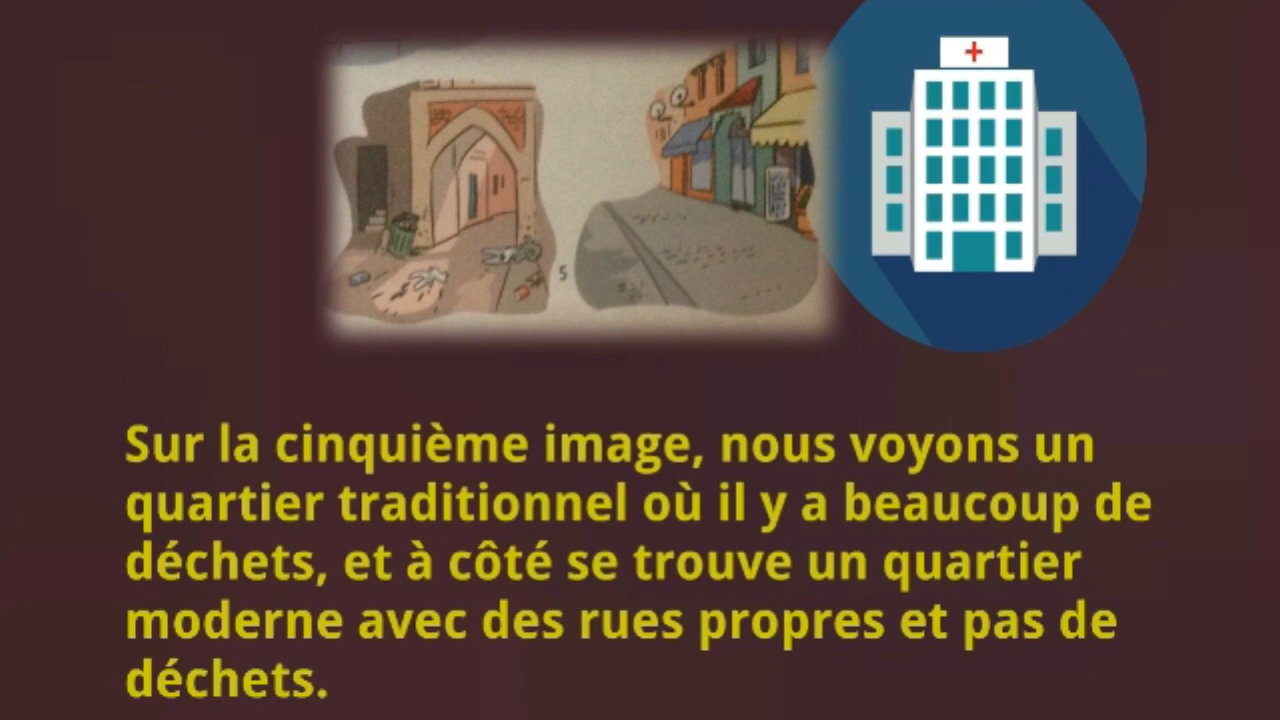 5
Sur la cinquième image, nous voyons un
quartier traditionnel où il y a beaucoup de
déchets, et à côté se trouve un quartier
moderne avec des rues propres et pas de
déchets.